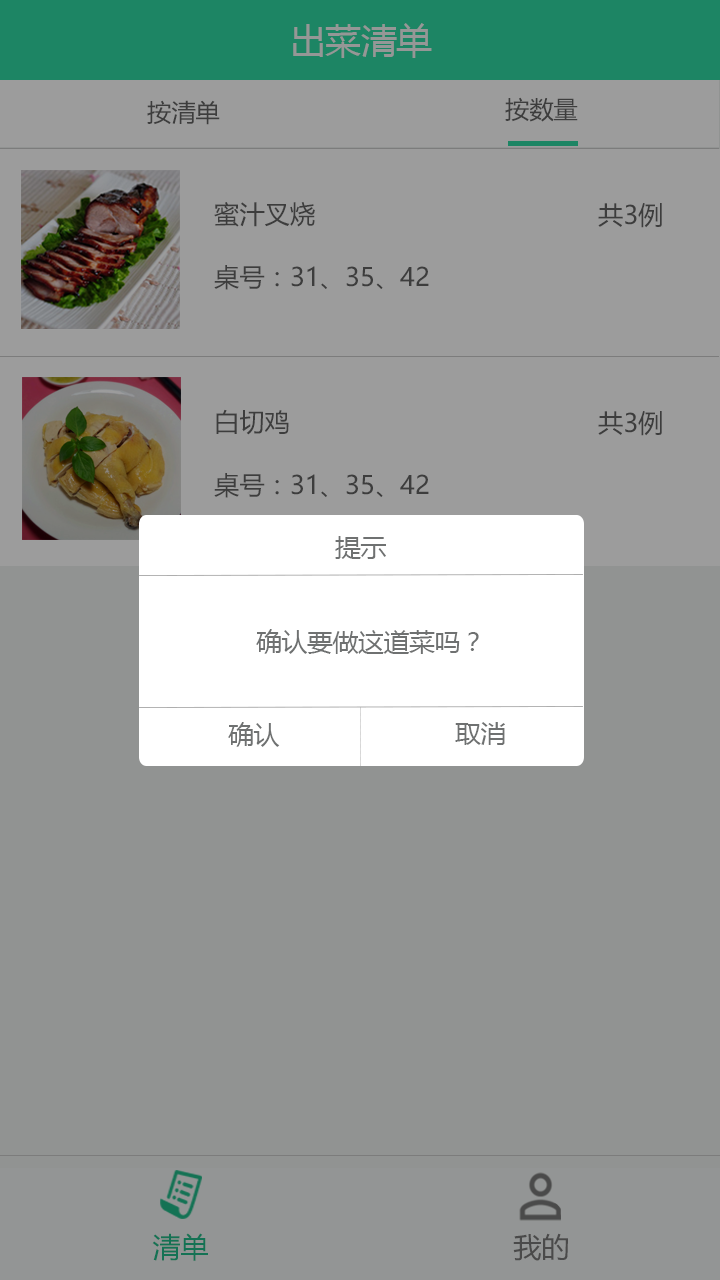 出菜清单
按清单
按数量
蜜汁叉烧
共3例
桌号：31、35、42
白切鸡
共3例
桌号：31、35、42
提示
确认要做这道菜吗？
确认
取消
清单
我的